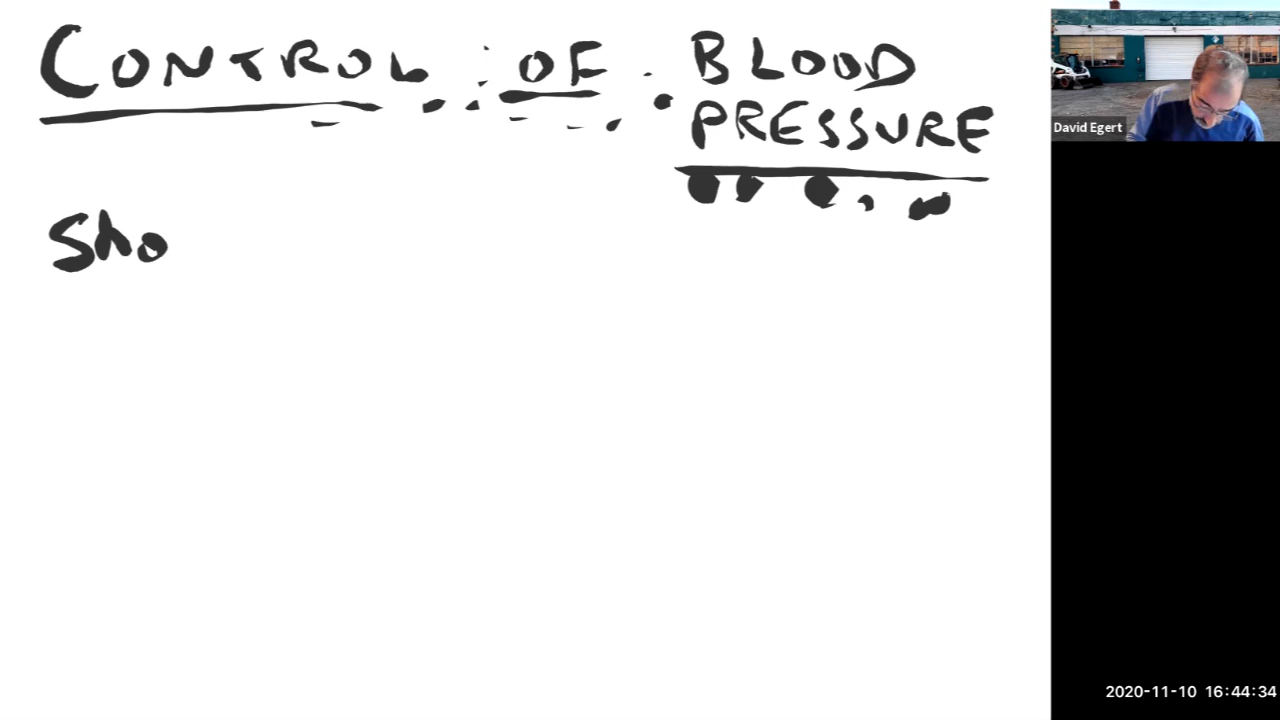 CONTROL OF BLOOD
PRESSURE
Sho
David Egert
2020-11-10 16:44:34